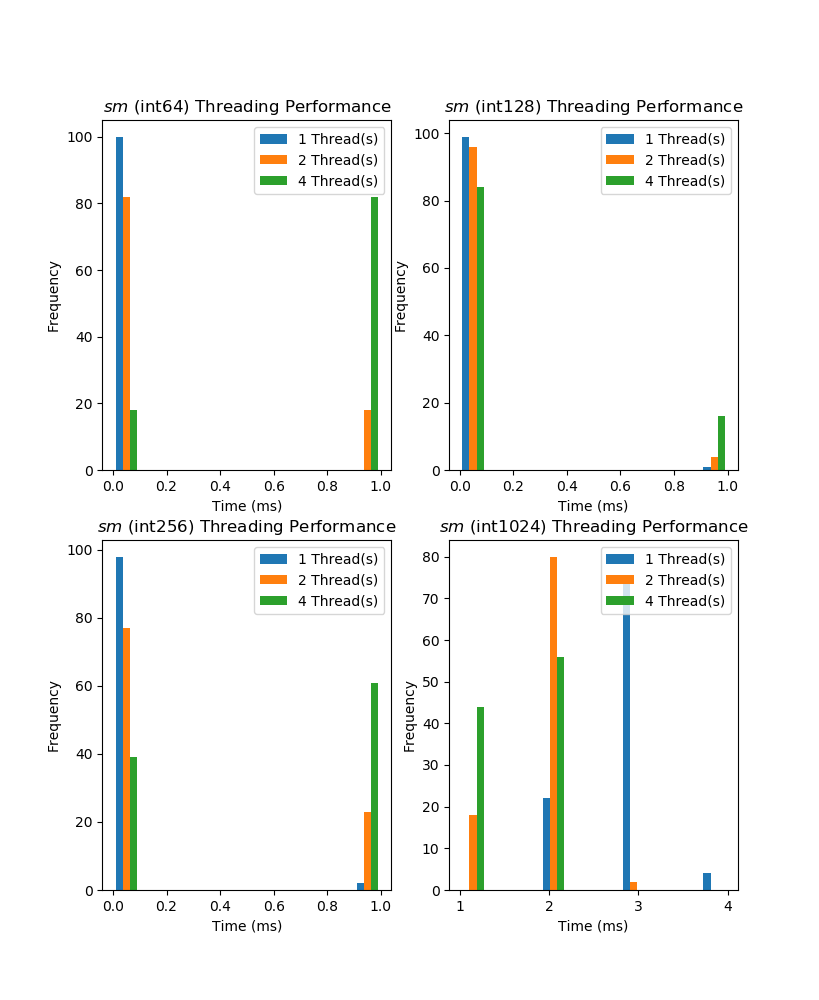 sm (int64) Threading Performance
100
80
60
40
20
0
Frequency
1 Thread(s)
2 Thread(s)
4 Thread(s)
0.0 0.2 0.4 0.6 0.8 1.0
Time (ms)
sm (int128) Threading Performance
100
80
60
40
20
0
Frequency
1 Thread(s)
2 Thread(s)
4 Thread(s)
0.0 0.2 0.4 0.6 0.8 1.0
Time (ms)
sm (int256) Threading Performance
100
80
60
40
20
0
Frequency
1 Thread(s)
2 Thread(s)
4 Thread(s)
0.0 0.2 0.4 0.6 0.8 1.0
Time (ms)
sm (int1024) Threading Performance
80
70
60
50
40
30
20
10
0
Frequency
1 Thread(s)
2 Thread(s)
4 Thread(s)
1 2 3 4
Time (ms)